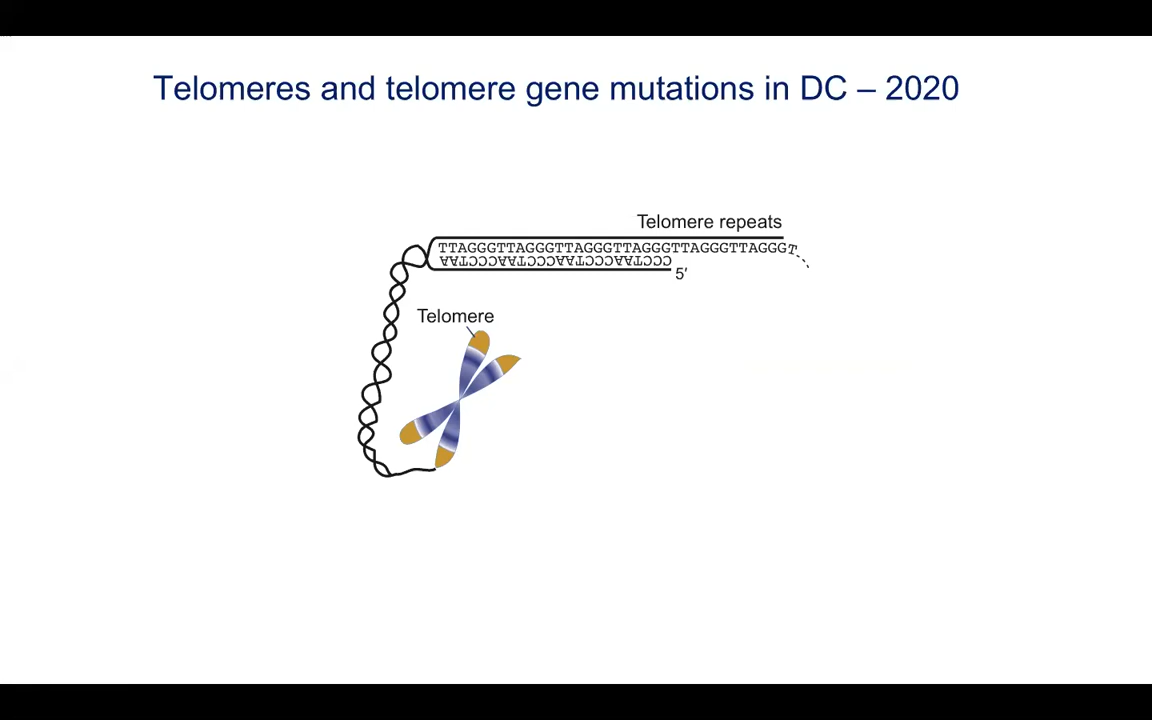 Telomeres and telomere gene mutations in DC – 2020
Telomere repeats
TTAGGGTTAGGGTTAGGGTTAGGGTTAGGGTTAGGGT
AATCCCAATCCCAATCCCAATCCC
5′
Telomere